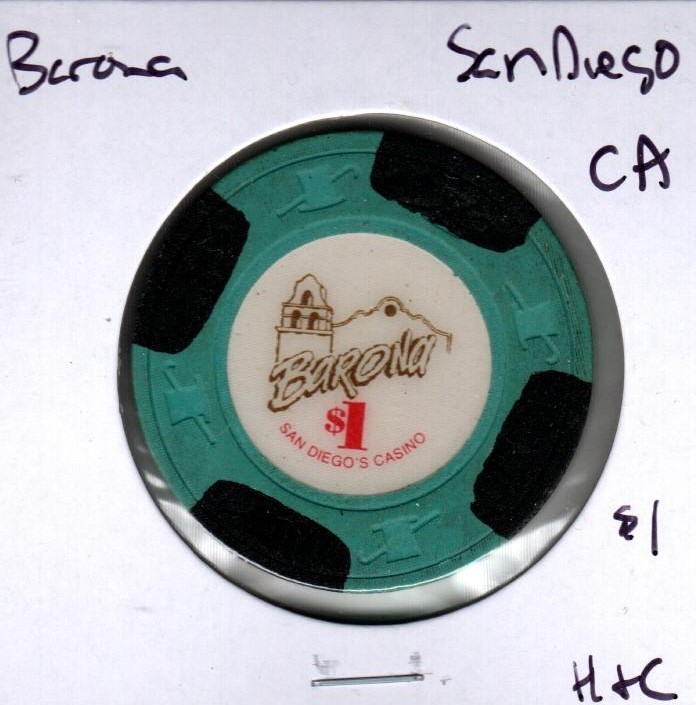 Barona
San Diego
CA
BaRONa
$1
SAN DIEGO'S CASINO
$1
H+C